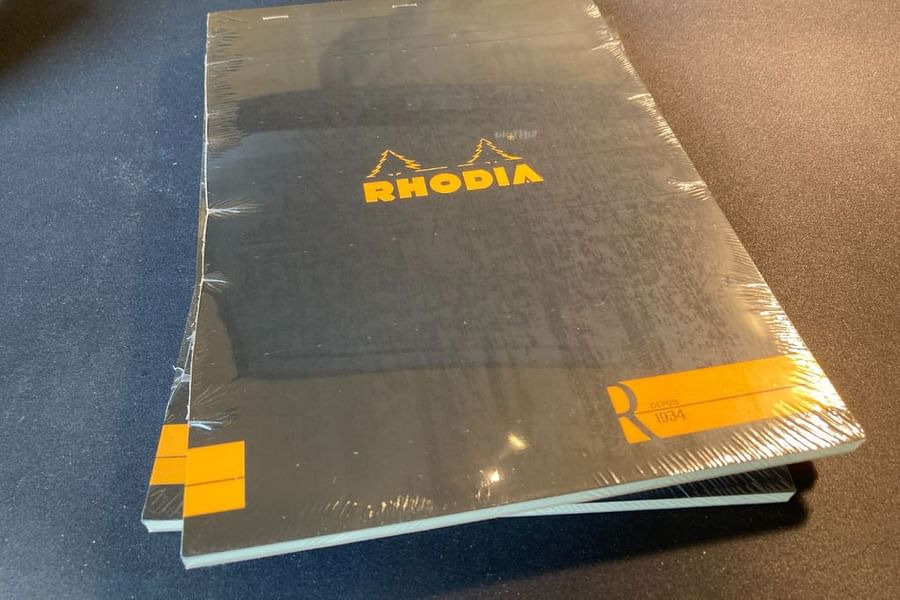 RHODIA
R
DEPUIS
1934